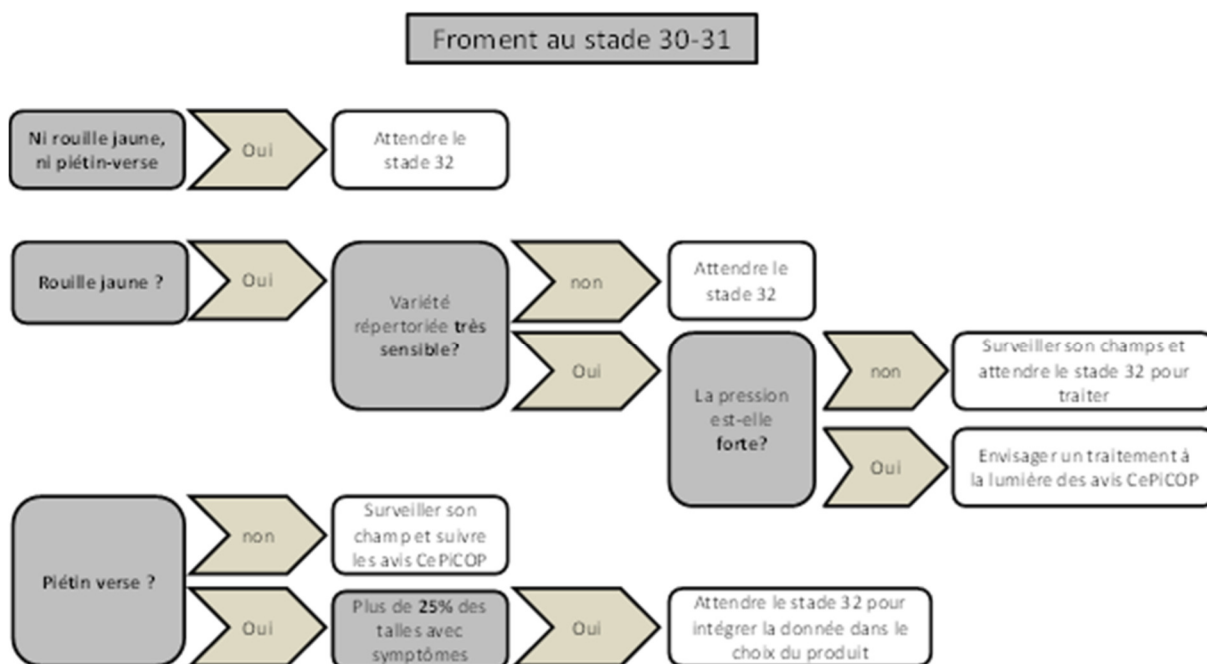 Froment au stade 30-31
Ni rouille jaune,
ni piétin-verse
Oui
Attendre le
stade 32
Rouille jaune ?
Oui
Variété
répertoriée très
sensible?
non
Attendre le
stade 32
Oui
La pression
est-elle
forte?
non
Surveiller son champs et
attendre le stade 32 pour
traiter
Oui
Envisager un traitement à
la lumière des avis CePiCOP
Piétin verse ?
non
Surveiller son
champ et suivre
les avis CePiCOP
Oui
Plus de 25% des
talles avec
symptômes
Oui
Attendre le stade 32 pour
intégrer la donnée dans le
choix du produit